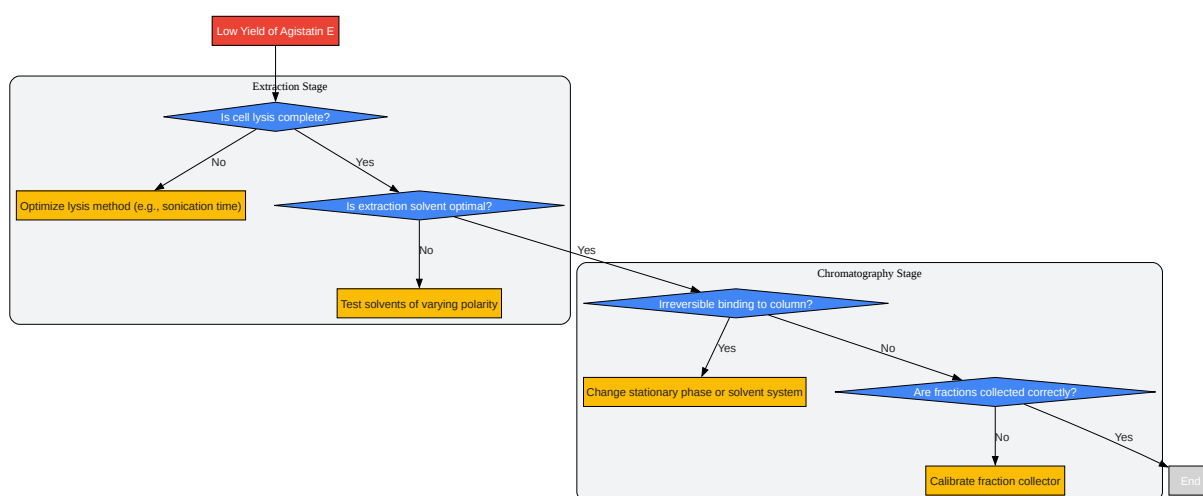 Low Yield of Agistatin E
Extraction Stage
Is cell lysis complete?
No
Yes
Optimize lysis method (e.g., sonication time)
Is extraction solvent optimal?
No
Yes
Test solvents of varying polarity
Chromatography Stage
Irreversible binding to column?
Yes
No
Change stationary phase or solvent system
Are fractions collected correctly?
No
Yes
Calibrate fraction collector
End